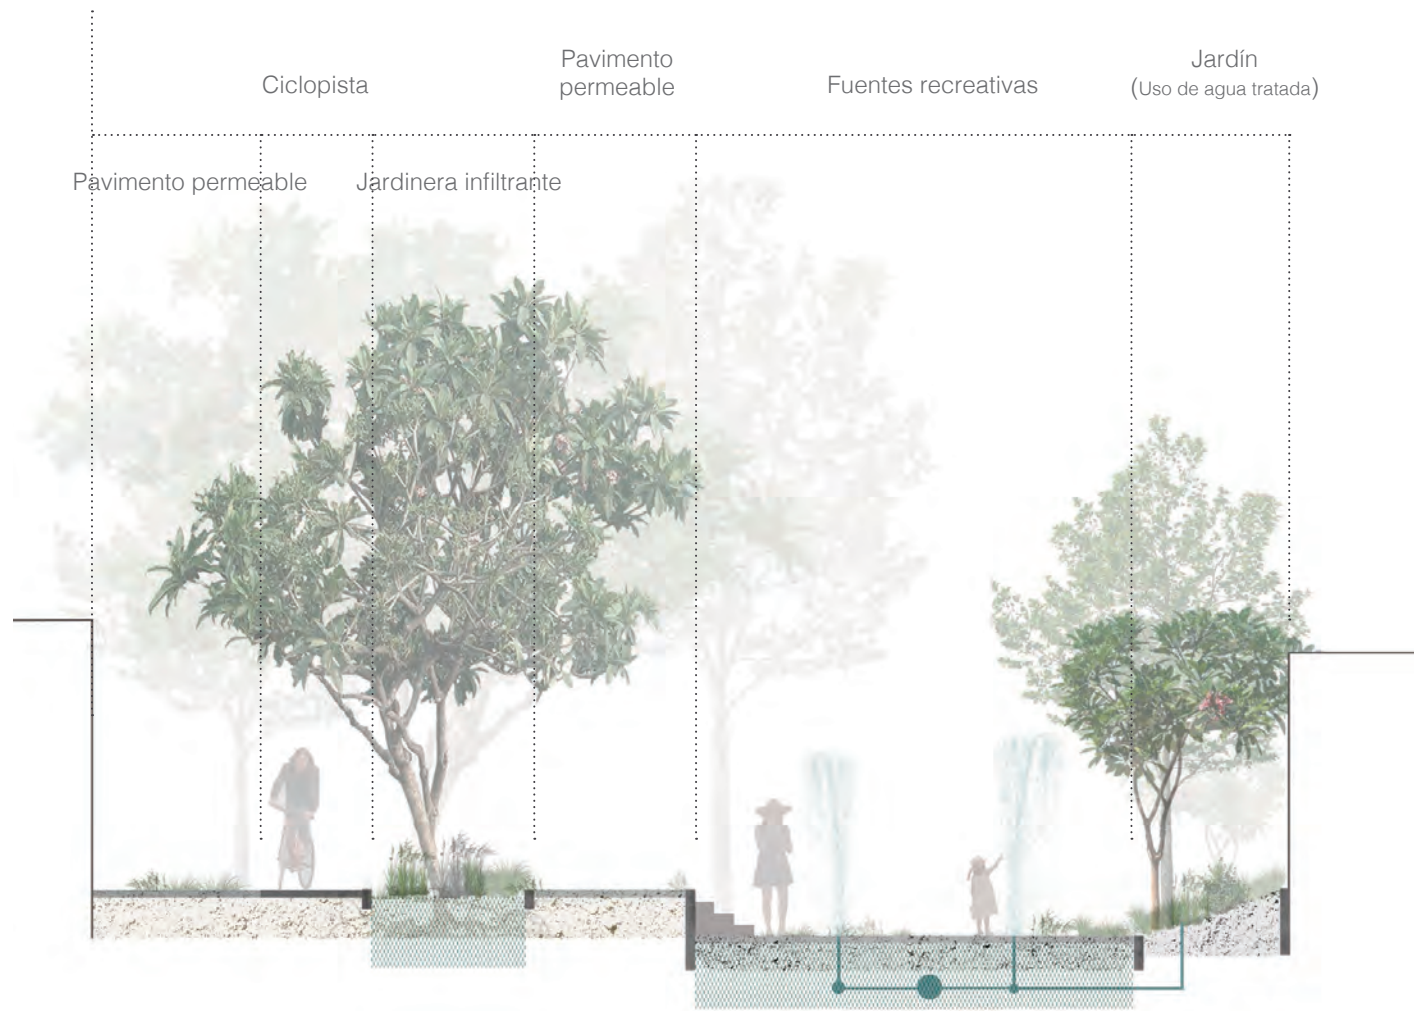 Ciclopista
Pavimento
permeable
Fuentes recreativas
Jardín
(Uso de agua tratada)
Pavimento permeable
Jardinera infiltrante